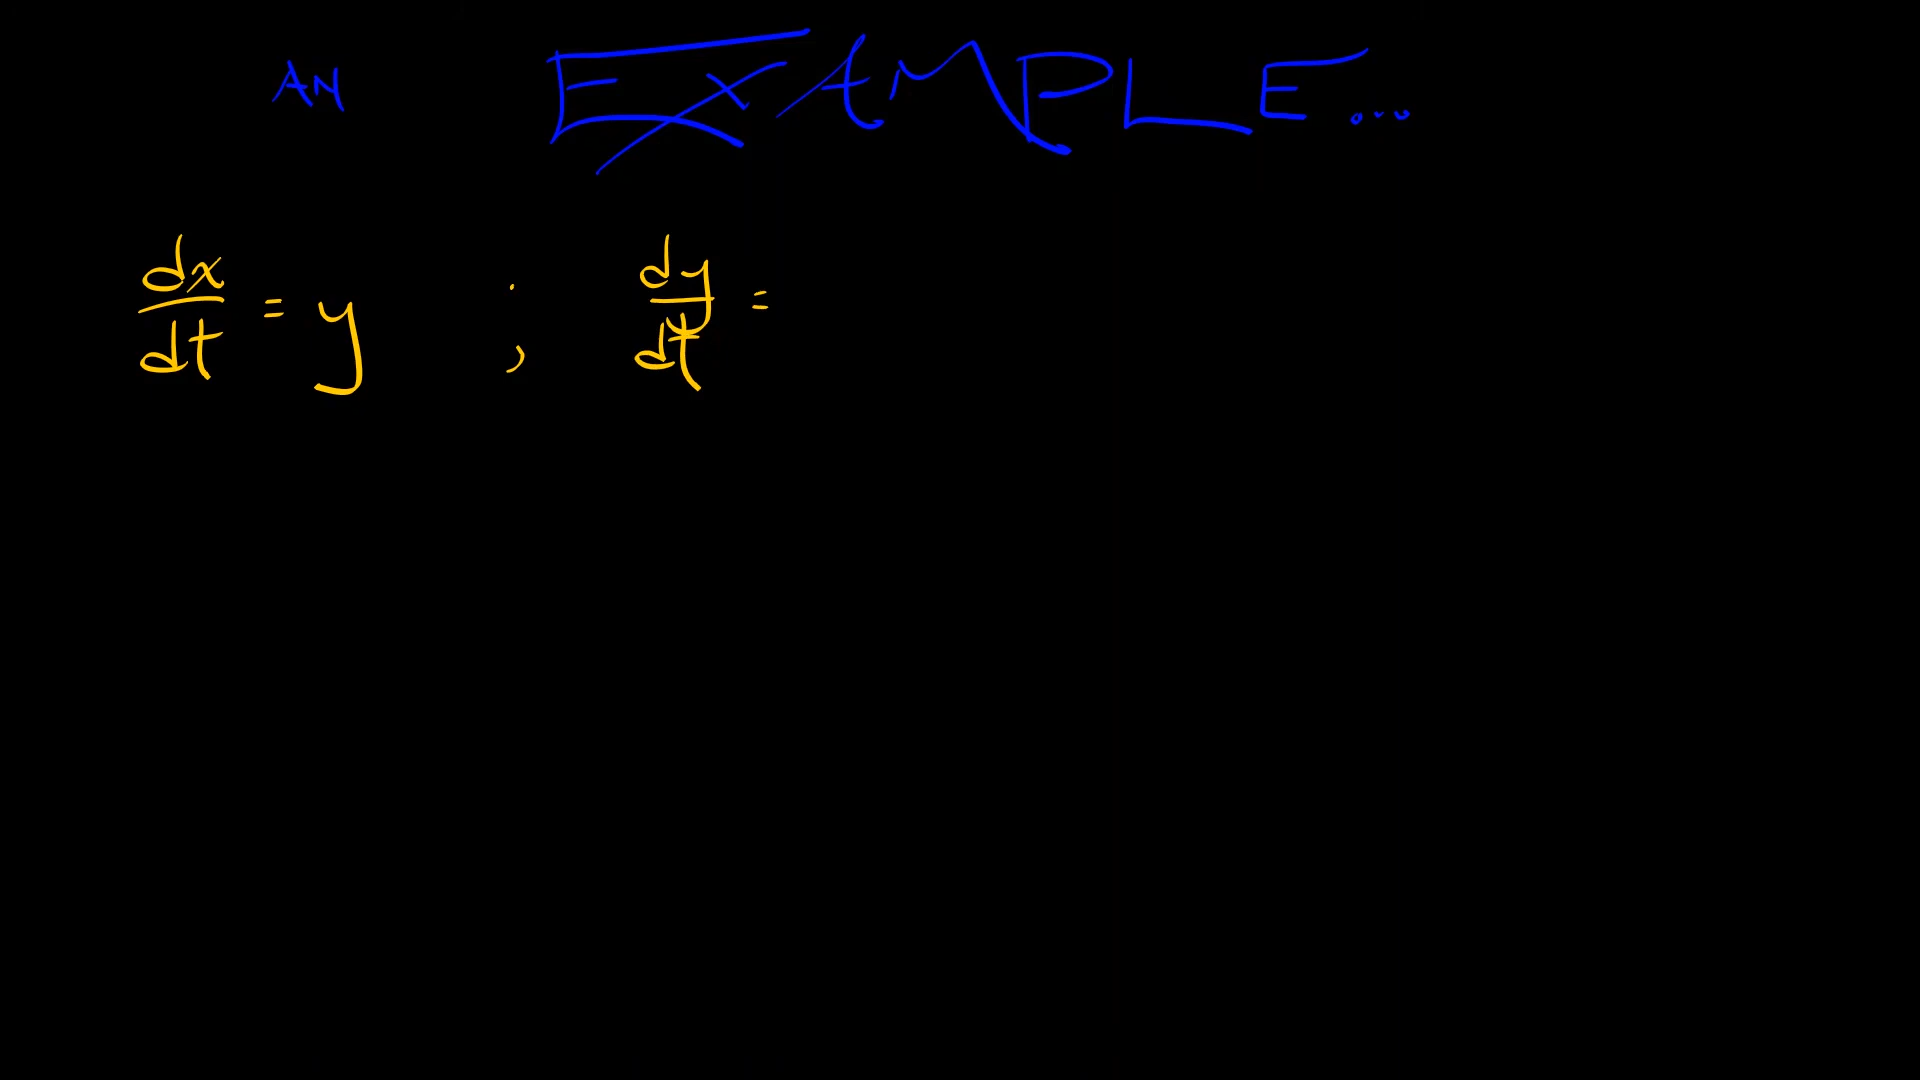 AN EXAMPLE...
dx/dt = y ; dy/dt =